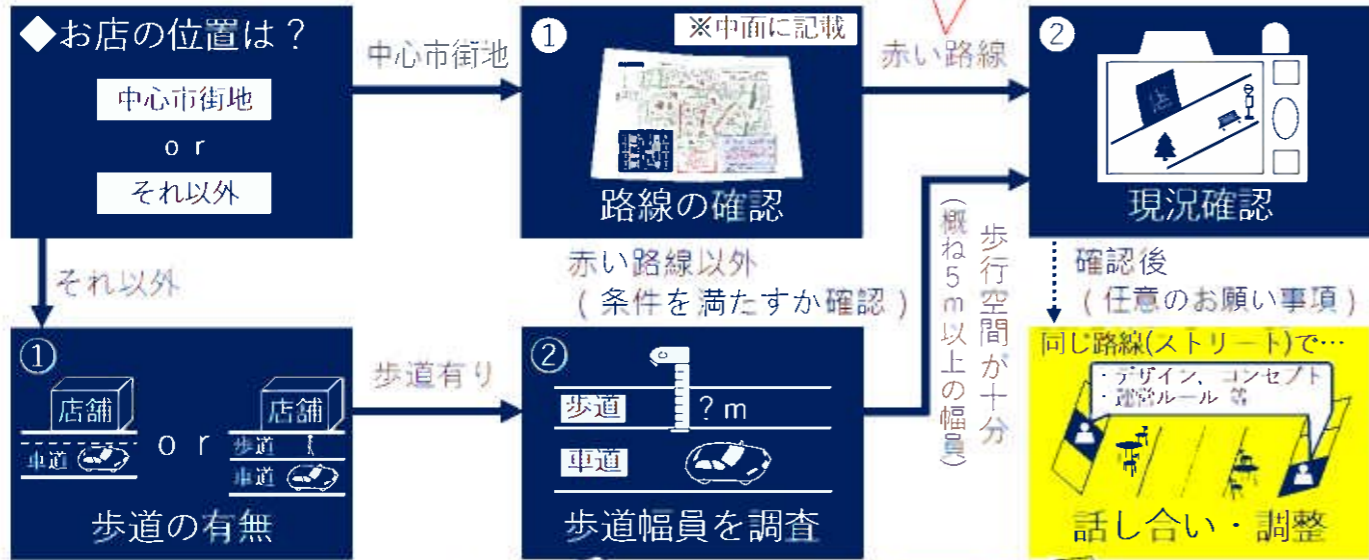 ◆お店の位置は？
中心市街地
or
それ以外
中心市街地
①
※中面に記載
路線の確認
赤い路線
②
現況確認
それ以外
赤い路線以外
(条件を満たすか確認)
歩行空間が十分
(概ね5m以上の幅員)
確認後
(任意のお願い事項)
①
店舗
車道
or
店舗
歩道
車道
歩道の有無
歩道有り
②
歩道
?m
車道
歩道幅員を調査
同じ路線(ストリート)で…
・デザイン、コンセプト
・運営ルール 等
話し合い・調整